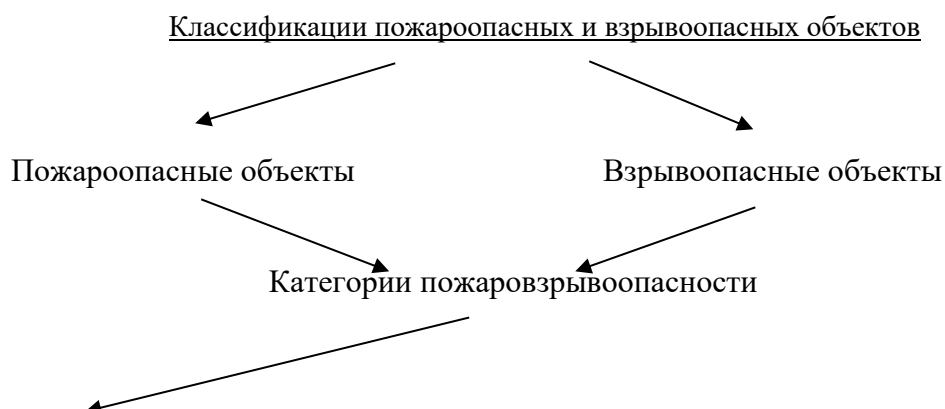 Классификации пожароопасных и взрывоопасных объектов
Пожароопасные объекты
Взрывоопасные объекты
Категории пожаровзрывоопасности